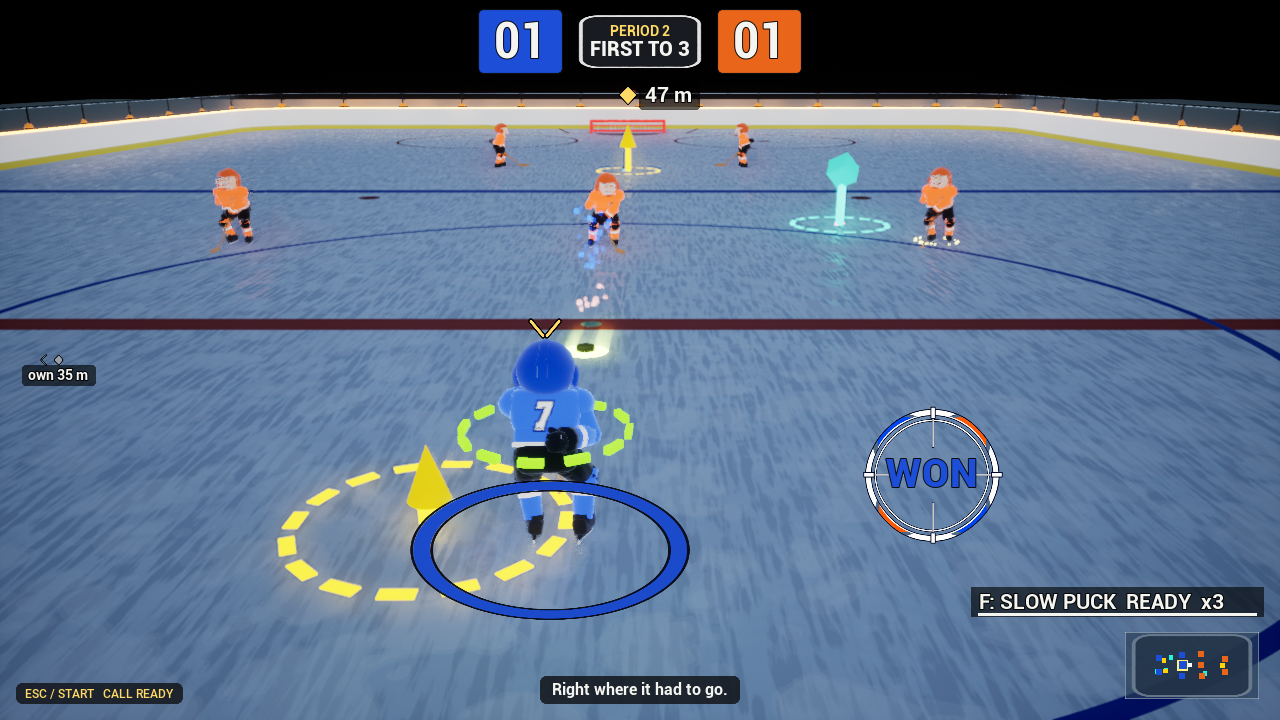 01
PERIOD 2
FIRST TO 3
01
47 m
own 35 m
7
WON
F: SLOW PUCK READY x3
ESC / START CALL READY
Right where it had to go.